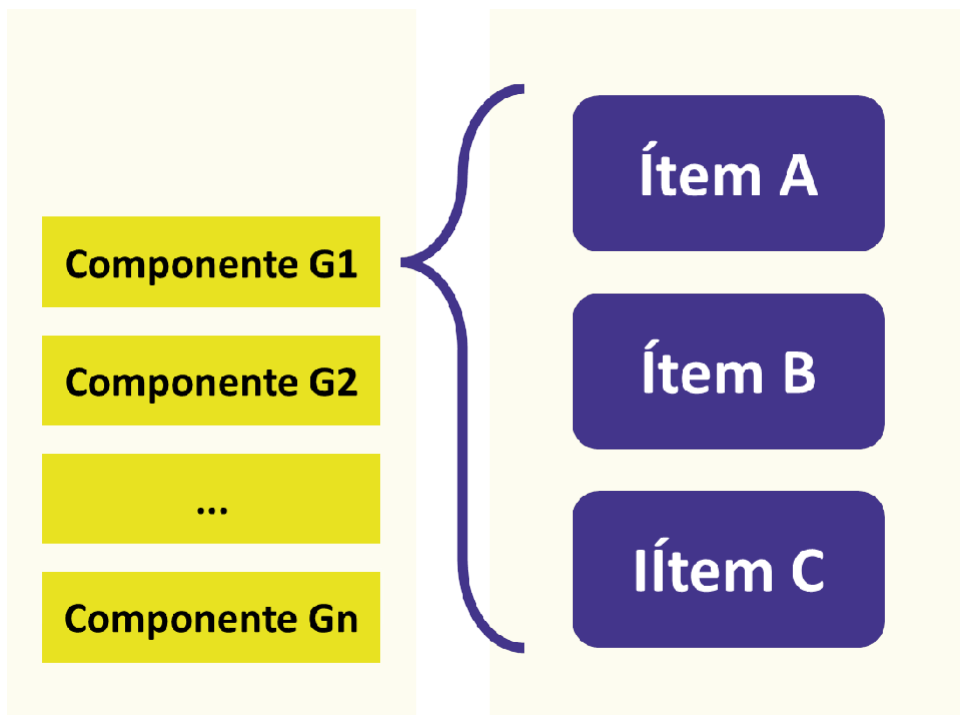 Componente G1
Componente G2
...
Componente Gn
Ítem A
Ítem B
IÍtem C